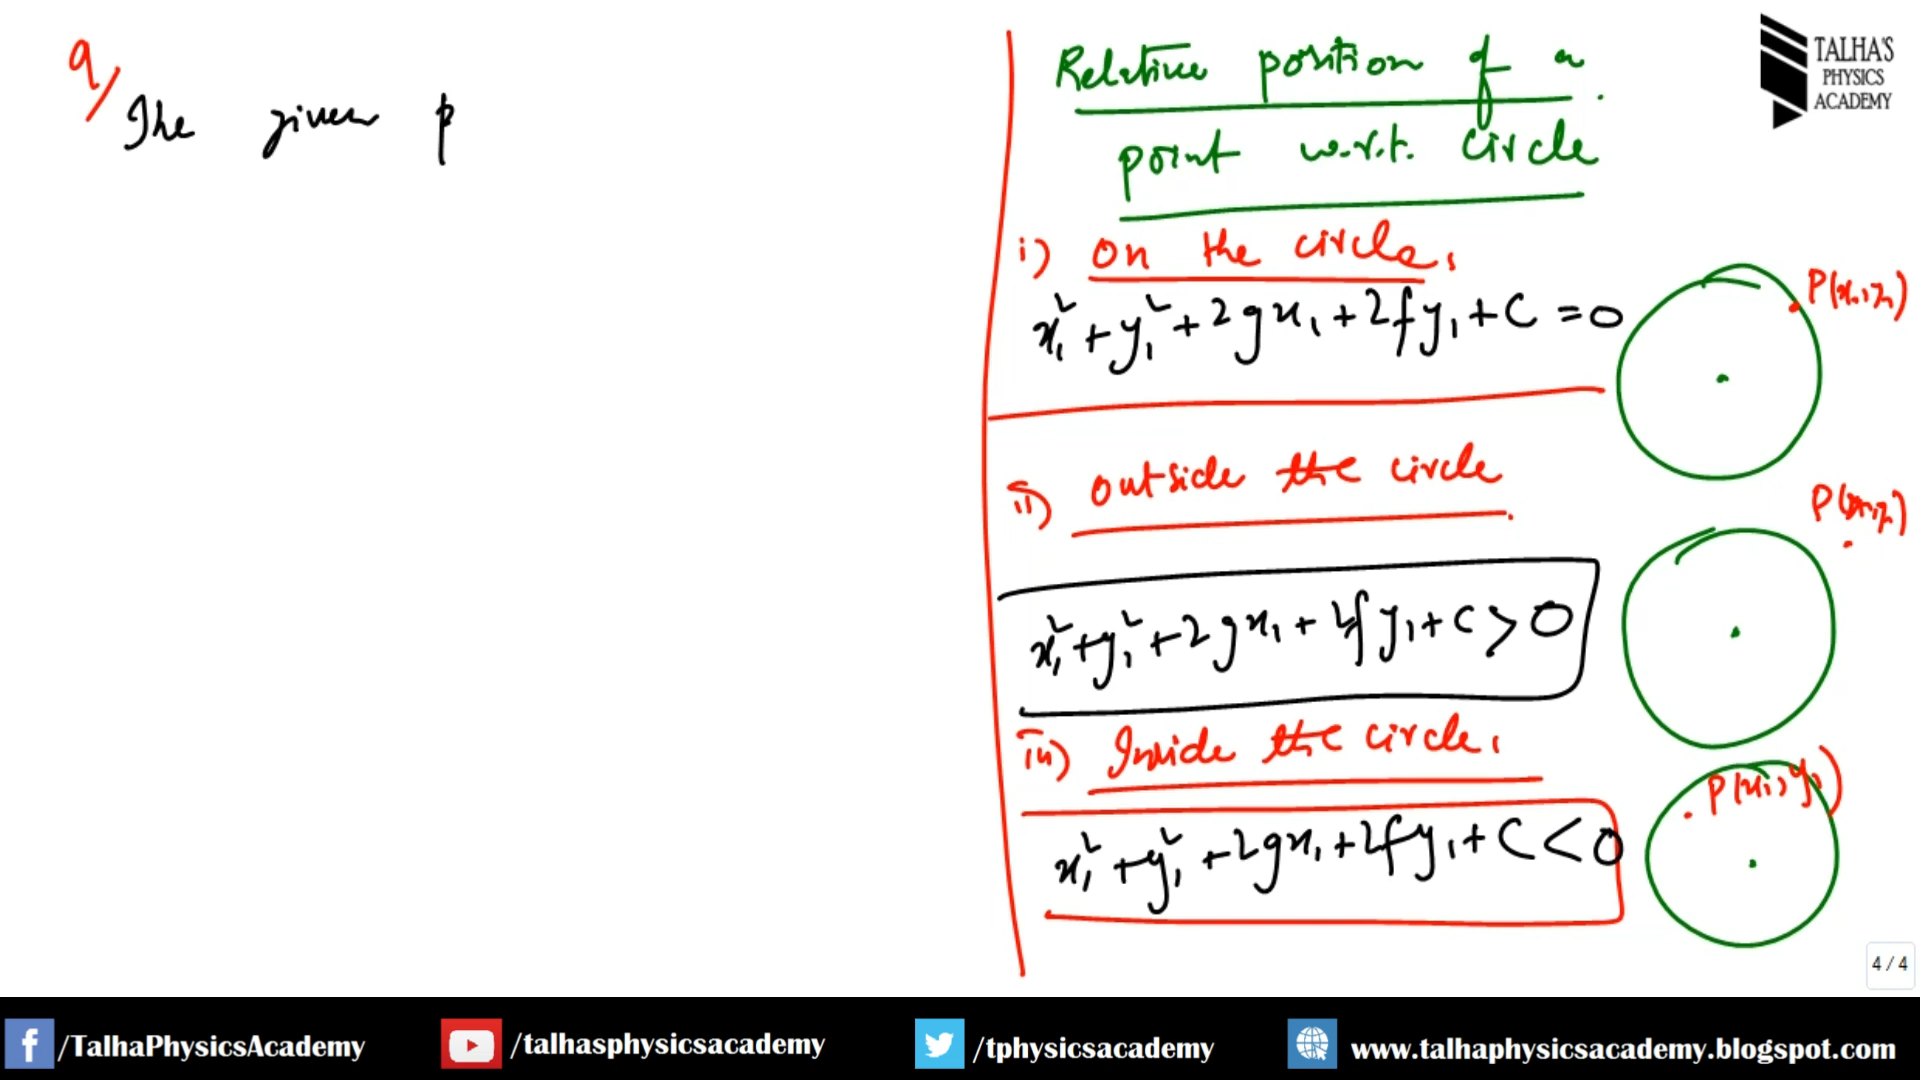 q/
The given p
Relative position of a
point w.r.t. circle
i) On the circle.
x₁²+y₁²+2gx₁+2fy₁+C=0
P(x₁,y₁)
ii) Outside the circle
P(x₁,y₁)
x₁²+y₁²+2gx₁+2fy₁+C>0
iii) Inside the circle.
P(x₁,y₁)
x₁²+y₁²+2gx₁+2fy₁+C<0
TALHA'S
PHYSICS
ACADEMY
4 / 4
/TalhaPhysicsAcademy
/talhasphysicsacademy
/tphysicsacademy
www.talhaphysicsacademy.blogspot.com